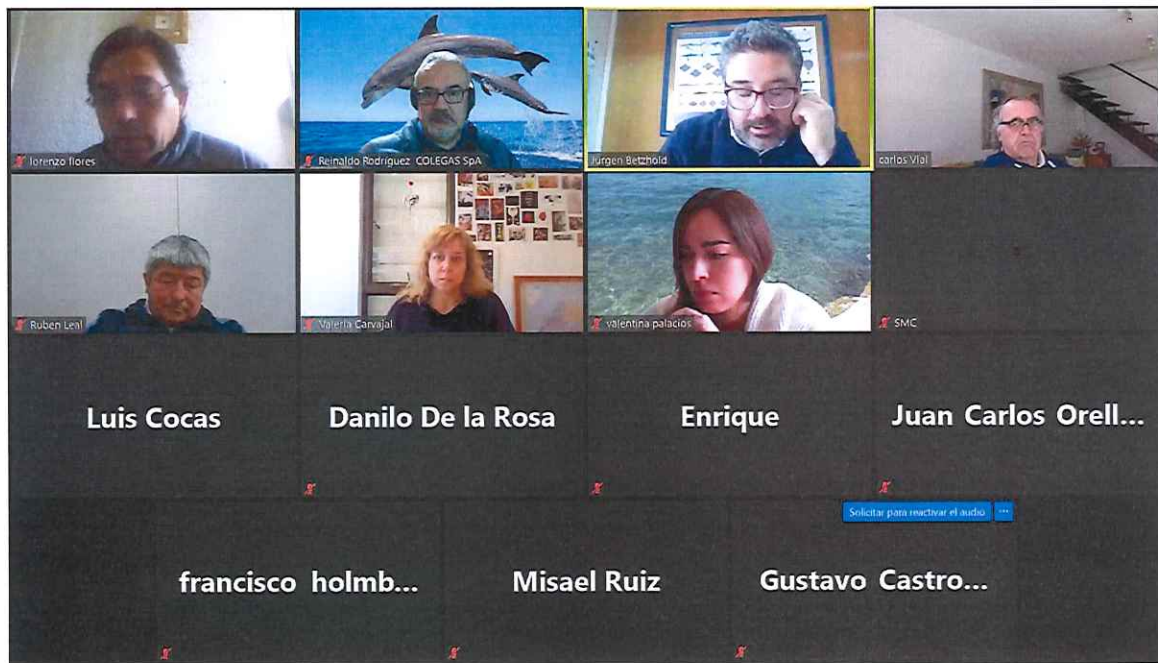 lorenzo flores
Reinaldo Rodríguez COLEGAS SpA
Jürgen Betzhold
carlos Vial
Ruben Leal
Valeria Carvajal
valentina palacios
SMC
Luis Cocas
Danilo De la Rosa
Enrique
Juan Carlos Orell...
Solicitar para reactivar el audio ...
francisco holmb...
Misael Ruiz
Gustavo Castro...